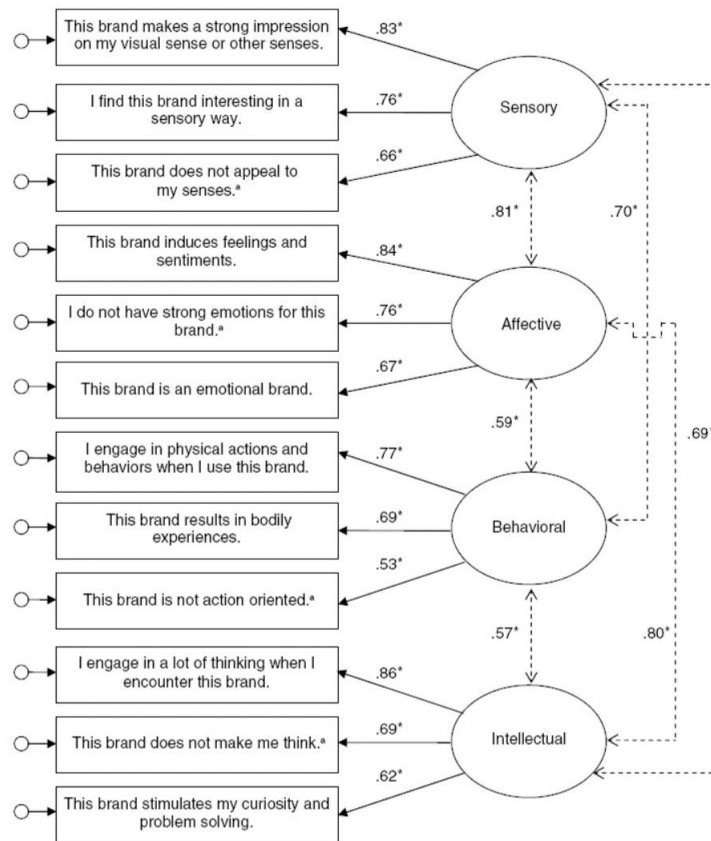 This brand makes a strong impression
on my visual sense or other senses.
.83*
I find this brand interesting in a
sensory way.
.76*
Sensory
This brand does not appeal to
my senses.ª
.66*
.81*
.70*
This brand induces feelings and
sentiments.
.84*
I do not have strong emotions for this
brand.ª
.76*
Affective
This brand is an emotional brand.
.67*
.59*
.69*
I engage in physical actions and
behaviors when I use this brand.
.77*
This brand results in bodily
experiences.
.69*
Behavioral
This brand is not action oriented.ª
.53*
.57*
.80*
I engage in a lot of thinking when I
encounter this brand.
.86*
This brand does not make me think.ª
.69*
Intellectual
This brand stimulates my curiosity and
problem solving.
.62*